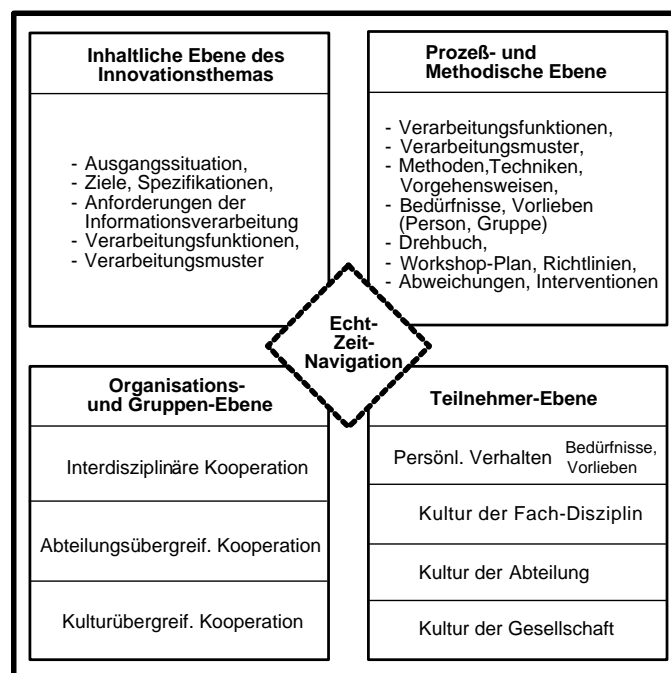 Inhaltliche Ebene des
Innovationsthemas
- Ausgangssituation,
- Ziele, Spezifikationen,
- Anforderungen der
Informationsverarbeitung
- Verarbeitungsfunktionen,
- Verarbeitungsmuster
Prozeß- und
Methodische Ebene
- Verarbeitungsfunktionen,
- Verarbeitungsmuster,
- Methoden,Techniken,
Vorgehensweisen,
- Bedürfnisse, Vorlieben
(Person, Gruppe)
- Drehbuch,
- Workshop-Plan, Richtlinien,
- Abweichungen, Interventionen
Echt-
Zeit-
Navigation
Organisations-
und Gruppen-Ebene
Interdisziplinäre Kooperation
Abteilungsübergreif. Kooperation
Kulturübergreif. Kooperation
Teilnehmer-Ebene
Persönl. Verhalten Bedürfnisse,
Vorlieben
Kultur der Fach-Disziplin
Kultur der Abteilung
Kultur der Gesellschaft